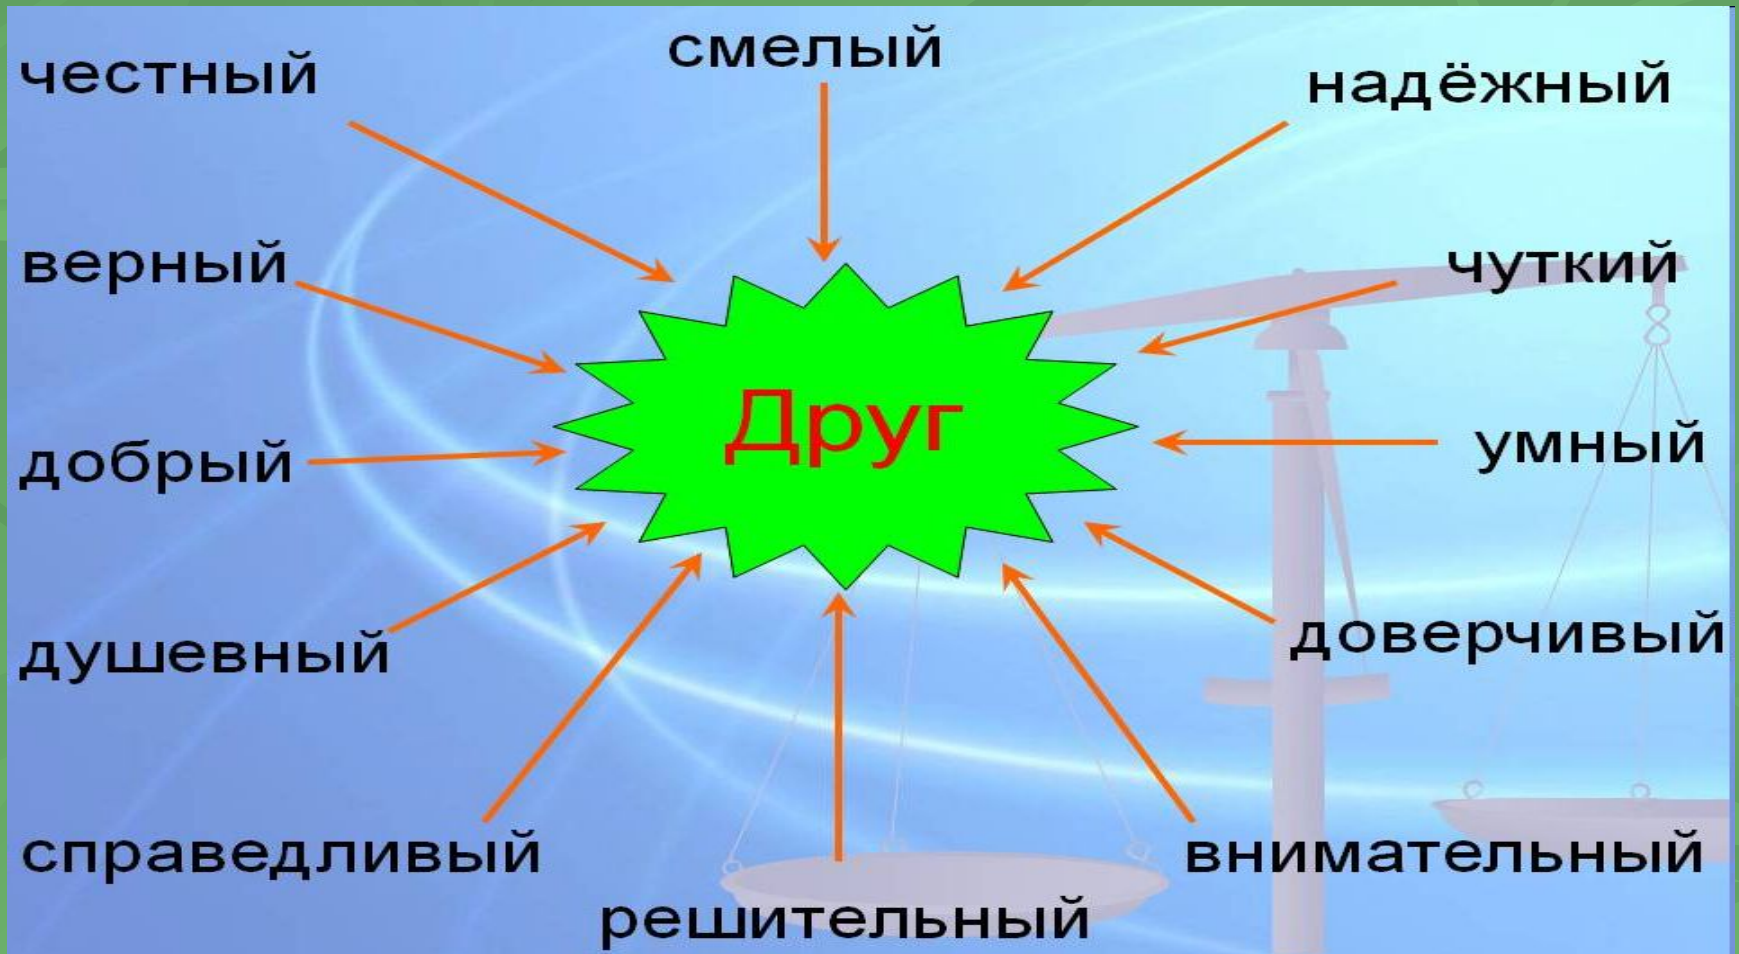 смелый
честный
надёжный
верный
чуткий
Друг
умный
добрый
доверчивый
душевный
справедливый
внимательный
решительный